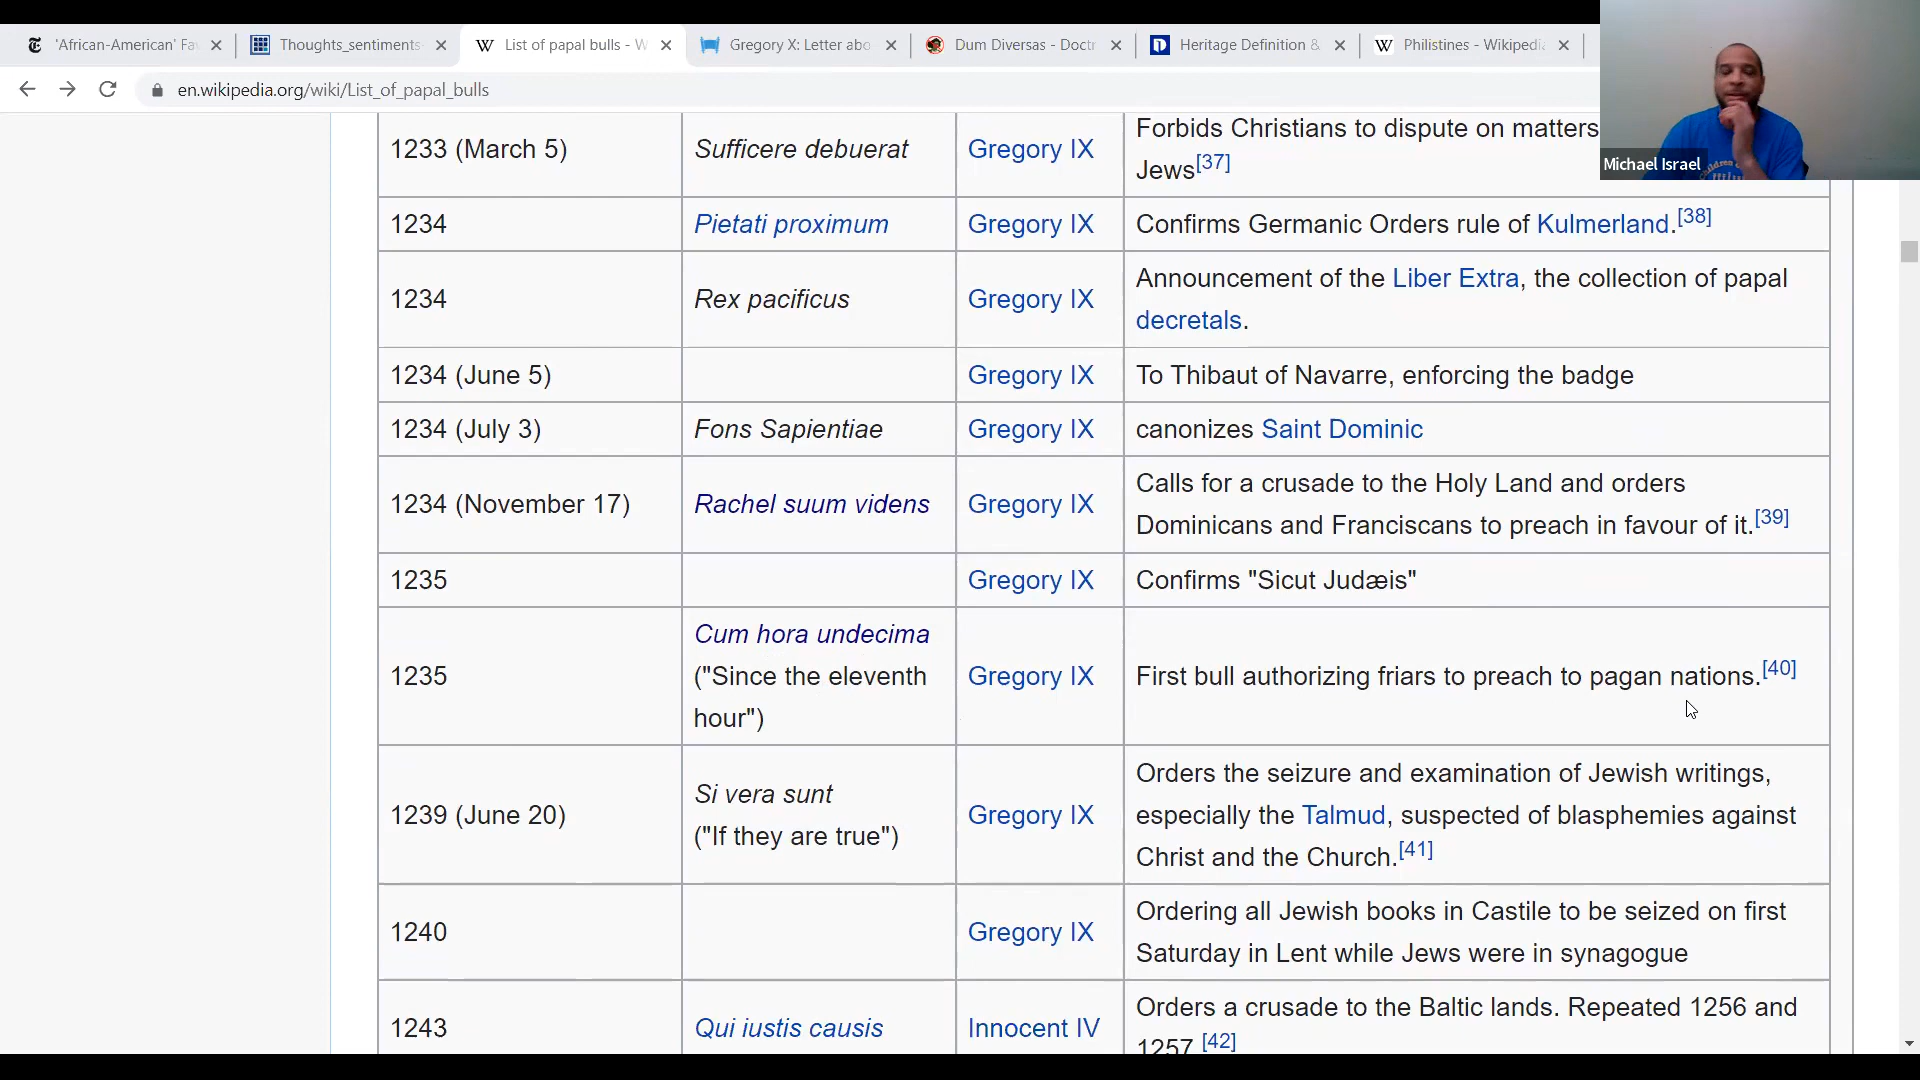 'African-American' Fa
Thoughts_sentiments
List of papal bulls - W
Gregory X: Letter abo
Dum Diversas - Doctr
Heritage Definition &
Philistines - Wikipedi
en.wikipedia.org/wiki/List_of_papal_bulls
Michael Israel
1233 (March 5)
Sufficere debuerat
Gregory IX
Forbids Christians to dispute on matters
Jews[37]
1234
Pietati proximum
Gregory IX
Confirms Germanic Orders rule of Kulmerland.[38]
1234
Rex pacificus
Gregory IX
Announcement of the Liber Extra, the collection of papal
decretals.
1234 (June 5)
Gregory IX
To Thibaut of Navarre, enforcing the badge
1234 (July 3)
Fons Sapientiae
Gregory IX
canonizes Saint Dominic
1234 (November 17)
Rachel suum videns
Gregory IX
Calls for a crusade to the Holy Land and orders
Dominicans and Franciscans to preach in favour of it.[39]
1235
Gregory IX
Confirms "Sicut Judæis"
1235
Cum hora undecima
("Since the eleventh
hour")
Gregory IX
First bull authorizing friars to preach to pagan nations.[40]
1239 (June 20)
Si vera sunt
("If they are true")
Gregory IX
Orders the seizure and examination of Jewish writings,
especially the Talmud, suspected of blasphemies against
Christ and the Church.[41]
1240
Gregory IX
Ordering all Jewish books in Castile to be seized on first
Saturday in Lent while Jews were in synagogue
1243
Qui iustis causis
Innocent IV
Orders a crusade to the Baltic lands. Repeated 1256 and
1257 [42]